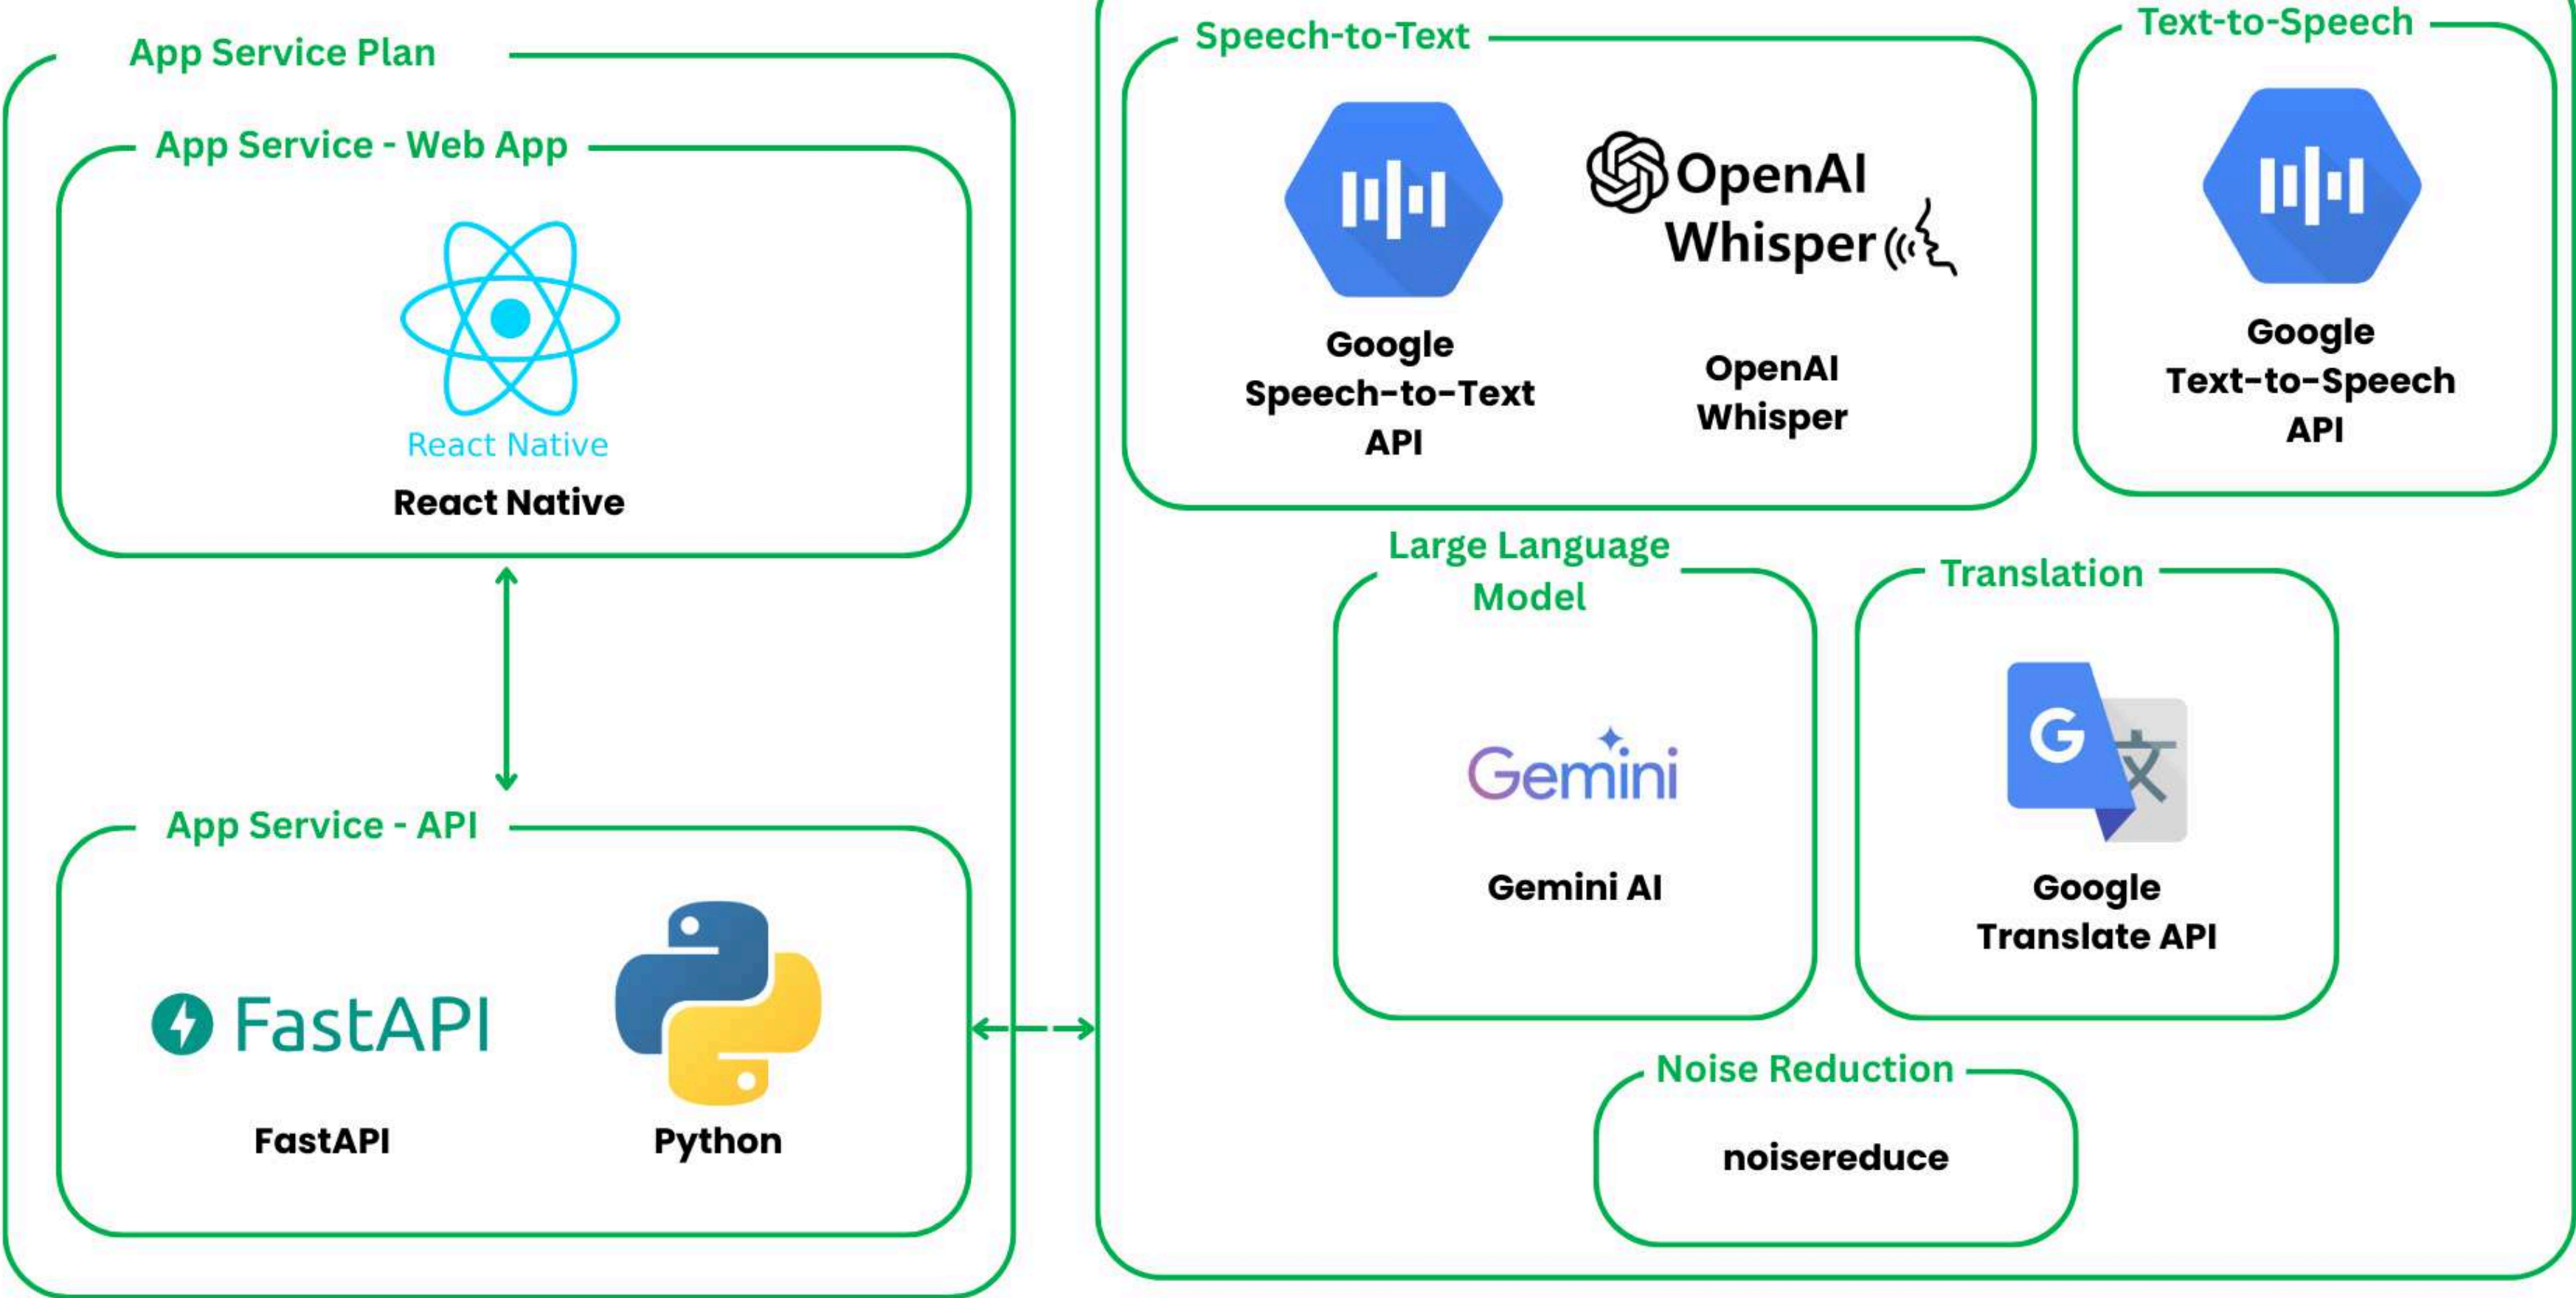 App Service Plan
App Service - Web App
React Native
React Native
App Service - API
FastAPI
FastAPI
Python
Speech-to-Text
Google
Speech-to-Text
API
OpenAI
Whisper
OpenAI
Whisper
Text-to-Speech
Google
Text-to-Speech
API
Large Language
Model
Gemini
Gemini AI
Translation
G
文
Google
Translate API
Noise Reduction
noisereduce